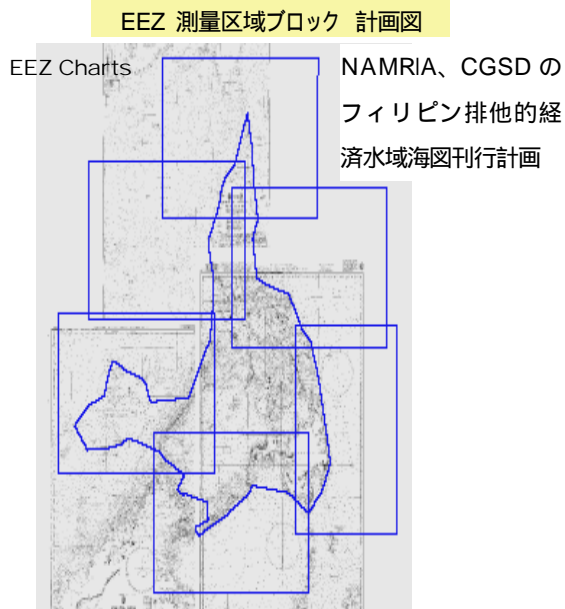 EEZ 測量区域ブロック 計画図
EEZ Charts
NAMRIA、CGSD の
フィリピン排他的経
済水域海図刊行計画